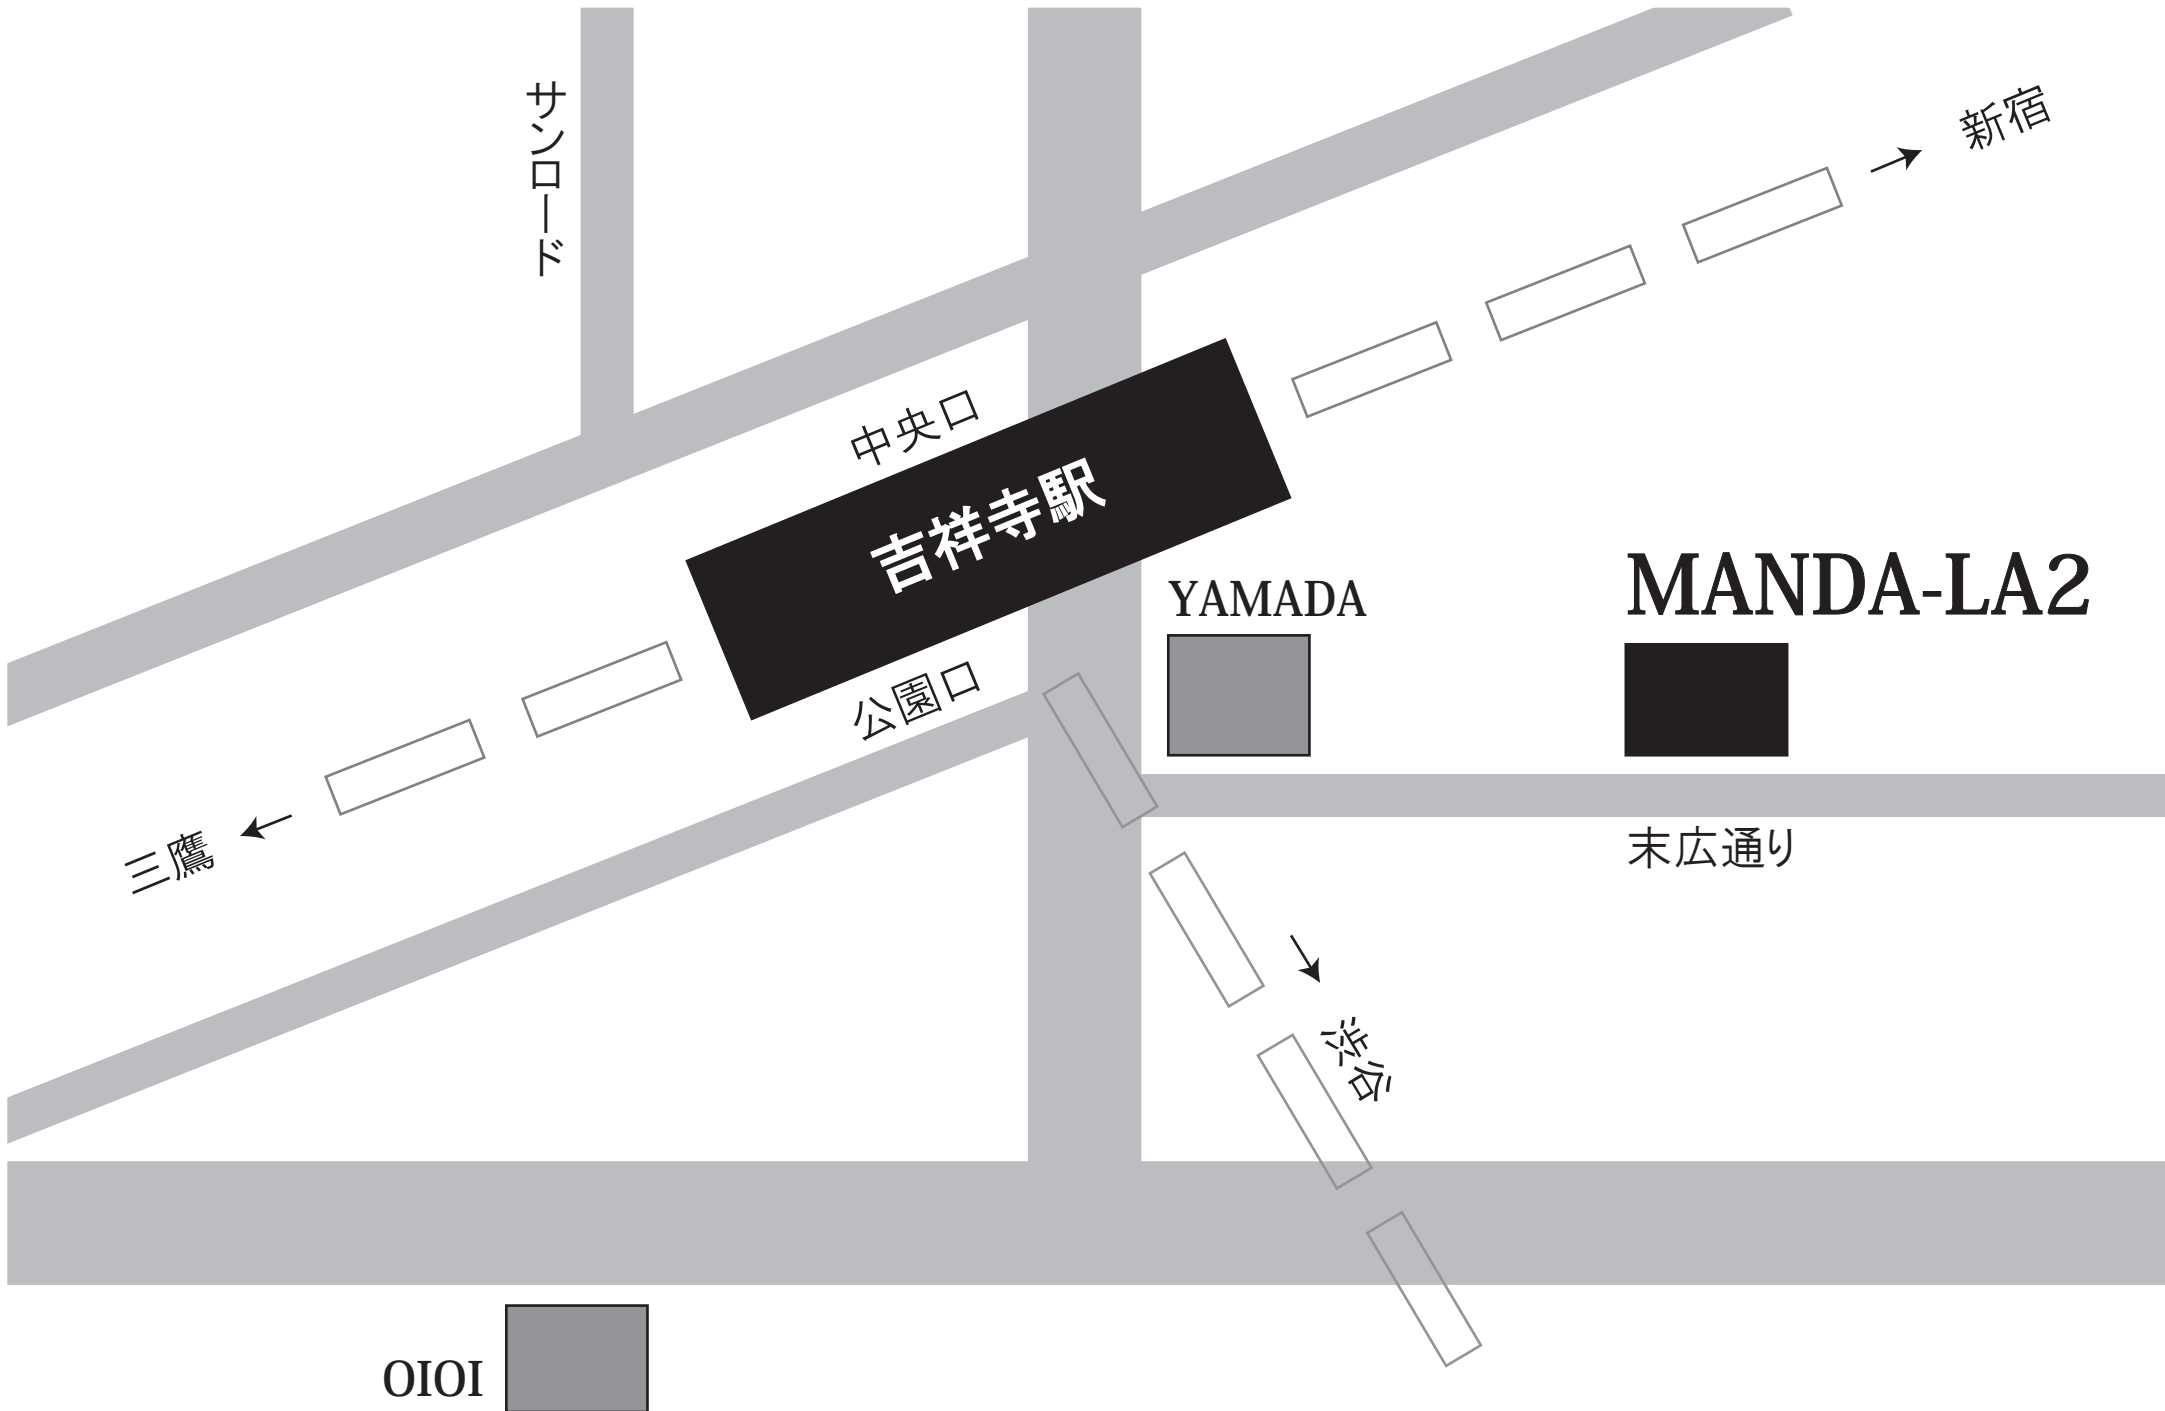 サンロード
新宿
中央口
吉祥寺駅
YAMADA
MANDA-LA2
公園口
三鷹
末広通り
渋谷
OIOI